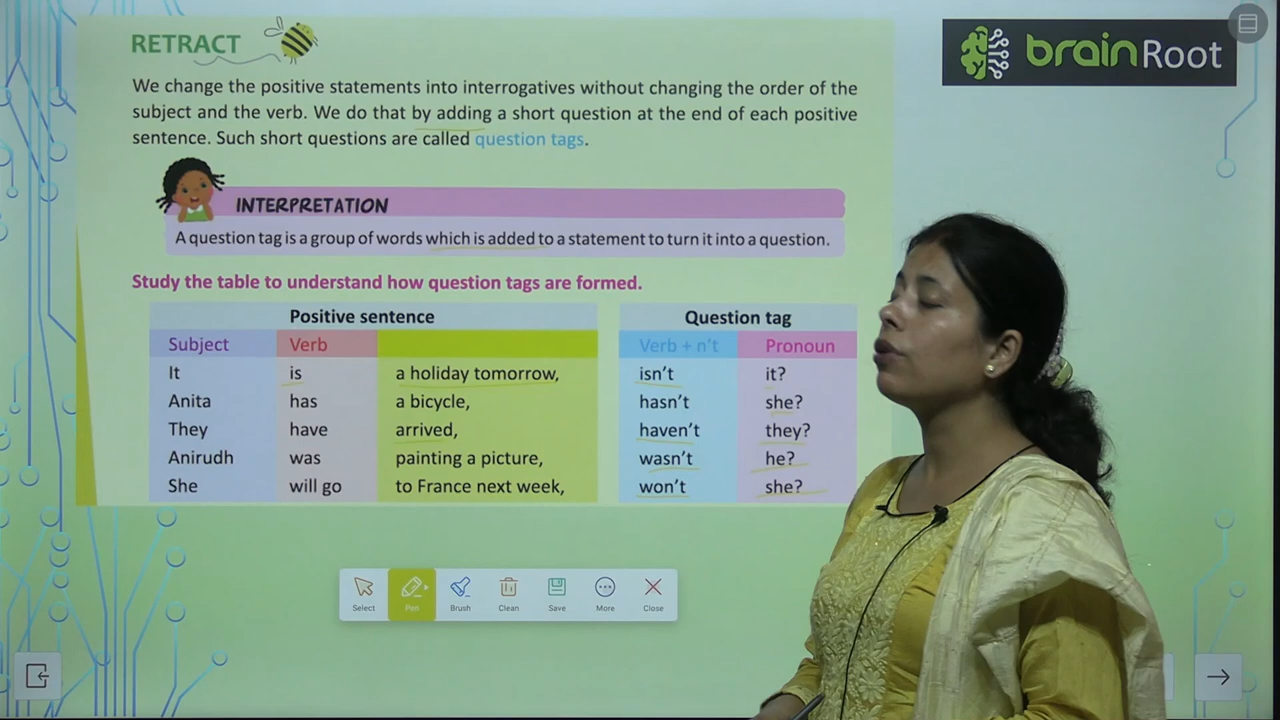 RETRACT
brainRoot
We change the positive statements into interrogatives without changing the order of the
subject and the verb. We do that by adding a short question at the end of each positive
sentence. Such short questions are called question tags.
INTERPRETATION
A question tag is a group of words which is added to a statement to turn it into a question.
Study the table to understand how question tags are formed.
Positive sentence Question tag
Subject Verb Verb + n't Pronoun
It is a holiday tomorrow, isn't it?
Anita has a bicycle, hasn't she?
They have arrived, haven't they?
Anirudh was painting a picture, wasn't he?
She will go to France next week, won't she?
Select Pen Brush Clean Save More Close